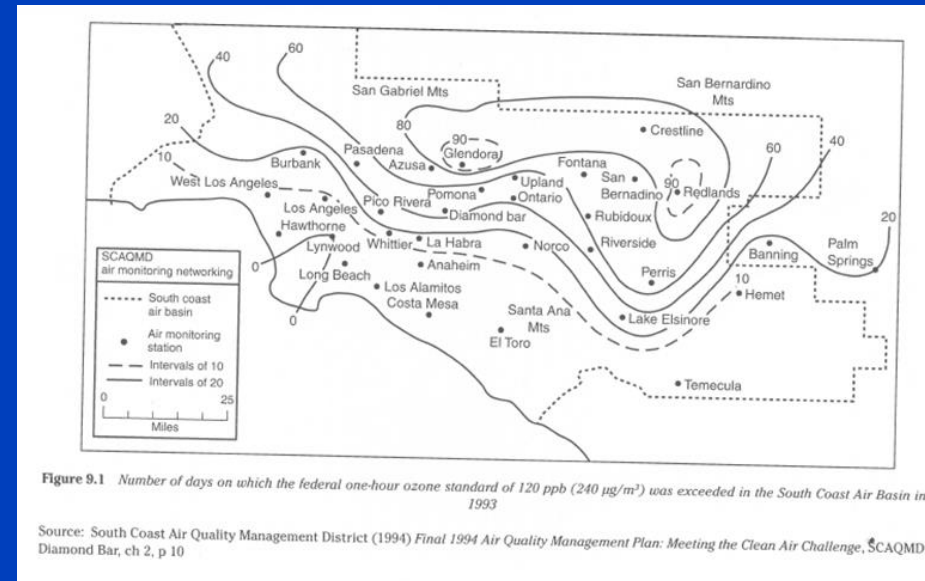 40
60
San Gabriel Mts
San Bernardino
Mts
20
80
90
Crestline
10
Burbank
Pasadena
Azusa
Glendora
Fontana
60
40
West Los Angeles
Upland
San
Bernadino
90
Redlands
Los Angeles
Pico Rivera
Pomona
Ontario
Hawthorne
Diamond bar
Rubidoux
20
Lynwood
Whittier
La Habra
Norco
Riverside
Banning
Palm
Springs
0
Long Beach
Anaheim
Perris
10
Los Alamitos
Hemet
Costa Mesa
Santa Ana
Mts
Lake Elsinore
0
El Toro
Temecula
SCAQMD
air monitoring networking
South coast
air basin
Air monitoring
station
Intervals of 10
Intervals of 20
0 25
Miles
Figure 9.1 Number of days on which the federal one-hour ozone standard of 120 ppb (240 µg/m³) was exceeded in the South Coast Air Basin in
1993
Source: South Coast Air Quality Management District (1994) Final 1994 Air Quality Management Plan: Meeting the Clean Air Challenge, SCAQMD
Diamond Bar, ch 2, p 10